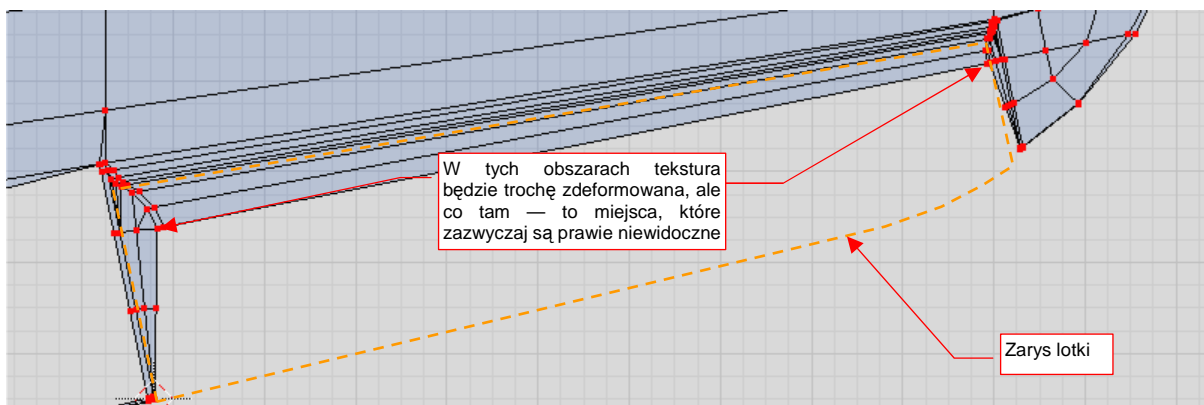 W tych obszarach tekstura
będzie trochę zdeformowana, ale
co tam — to miejsca, które
zazwyczaj są prawie niewidoczne
Zarys lotki